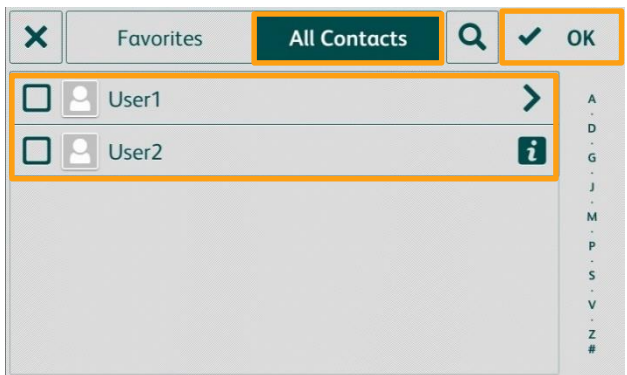 Favorites All Contacts OK
User1
User2
A
.
D
.
G
.
J
.
M
.
P
.
S
.
V
.
Z
#